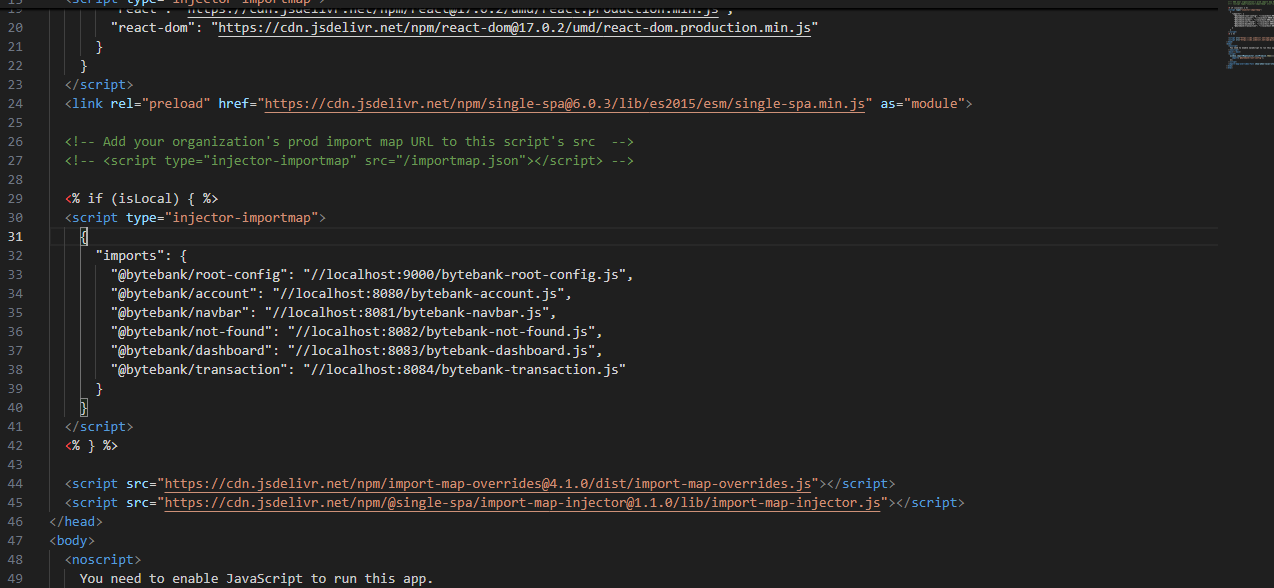 20 "react-dom": "https://cdn.jsdelivr.net/npm/react-dom@17.0.2/umd/react-dom.production.min.js"
21 }
22 }
23 </script>
24 <link rel="preload" href="https://cdn.jsdelivr.net/npm/single-spa@6.0.3/lib/es2015/esm/single-spa.min.js" as="module">
25
26 <!-- Add your organization's prod import map URL to this script's src  -->
27 <!-- <script type="injector-importmap" src="/importmap.json"></script> -->
28
29 <% if (isLocal) { %>
30 <script type="injector-importmap">
31 {
32 "imports": {
33 "@bytebank/root-config": "//localhost:9000/bytebank-root-config.js",
34 "@bytebank/account": "//localhost:8080/bytebank-account.js",
35 "@bytebank/navbar": "//localhost:8081/bytebank-navbar.js",
36 "@bytebank/not-found": "//localhost:8082/bytebank-not-found.js",
37 "@bytebank/dashboard": "//localhost:8083/bytebank-dashboard.js",
38 "@bytebank/transaction": "//localhost:8084/bytebank-transaction.js"
39 }
40 }
41 </script>
42 <% } %>
43
44 <script src="https://cdn.jsdelivr.net/npm/import-map-overrides@4.1.0/dist/import-map-overrides.js"></script>
45 <script src="https://cdn.jsdelivr.net/npm/@single-spa/import-map-injector@1.1.0/lib/import-map-injector.js"></script>
46 </head>
47 <body>
48 <noscript>
49 You need to enable JavaScript to run this app.